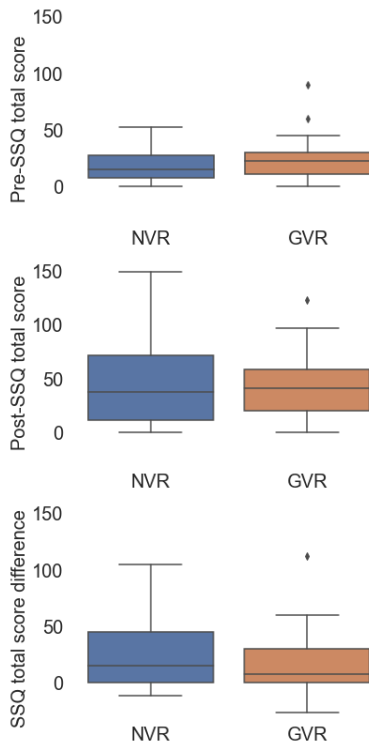 Pre-SSQ total score
150
100
50
0
NVR
GVR
Post-SSQ total score
150
100
50
0
NVR
GVR
SSQ total score difference
150
100
50
0
NVR
GVR